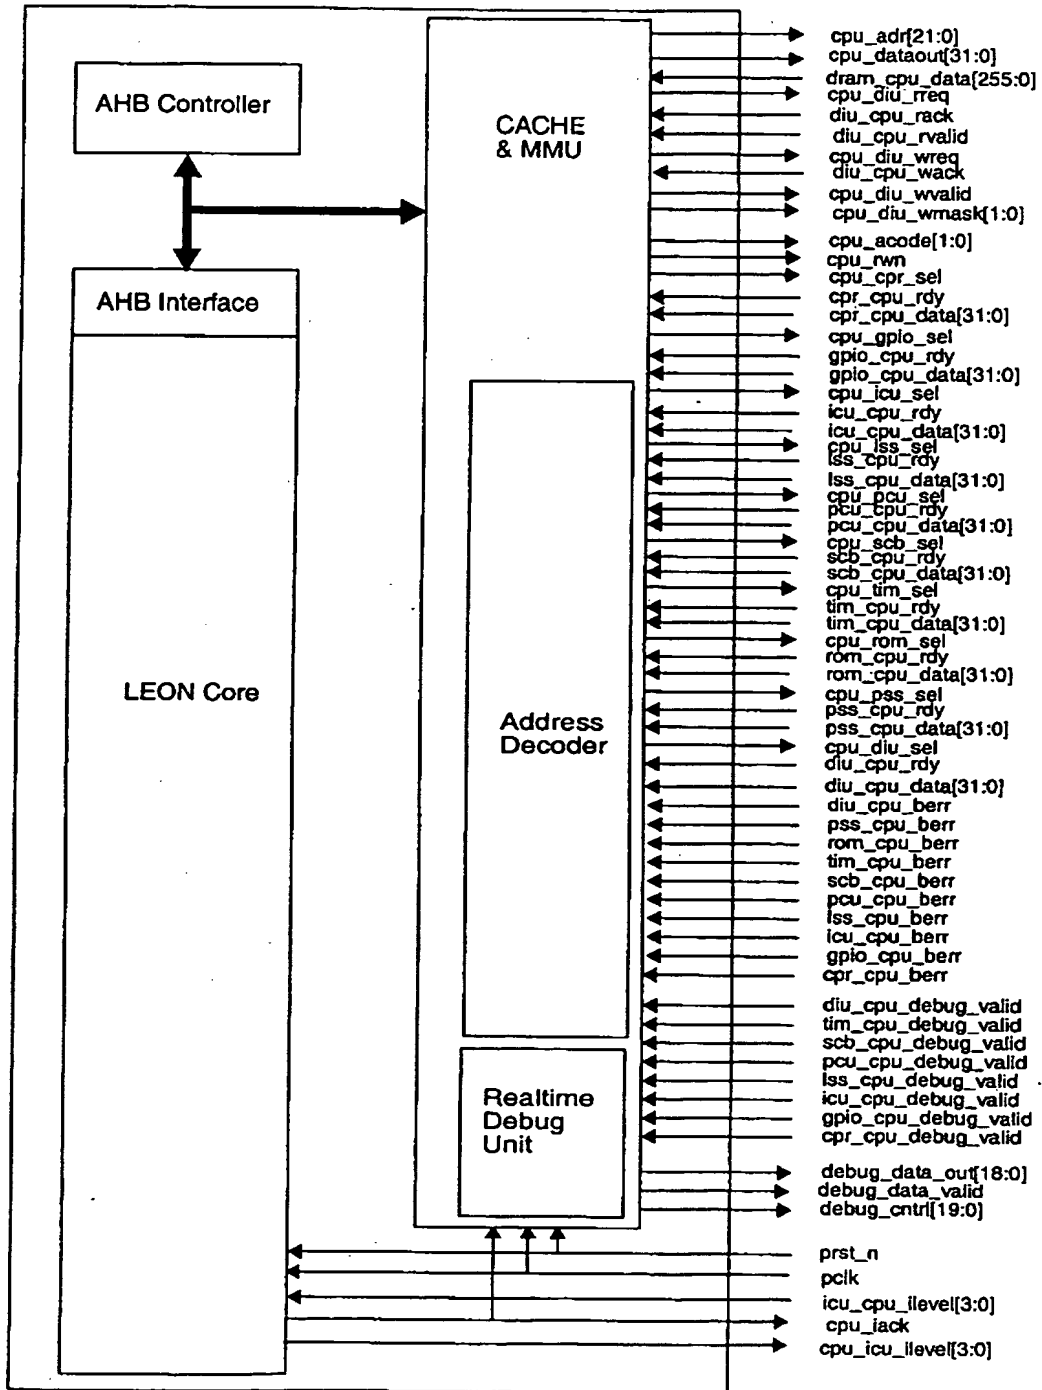 AHB Controller
CACHE
& MMU
AHB Interface
LEON Core
Address
Decoder
Realtime
Debug
Unit
cpu_adr[21:0]
cpu_dataout[31:0]
dram_cpu_data[255:0]
cpu_diu_rreq
diu_cpu_rack
diu_cpu_rvalid
cpu_diu_wreq
diu_cpu_wack
cpu_diu_wvalid
cpu_diu_wmask[1:0]
cpu_acode[1:0]
cpu_rwn
cpu_cpr_sel
cpr_cpu_rdy
cpr_cpu_data[31:0]
cpu_gpio_sel
gpio_cpu_rdy
gpio_cpu_data[31:0]
cpu_icu_sel
icu_cpu_rdy
icu_cpu_data[31:0]
cpu_lss_sel
lss_cpu_rdy
lss_cpu_data[31:0]
cpu_pcu_sel
pcu_cpu_rdy
pcu_cpu_data[31:0]
cpu_scb_sel
scb_cpu_rdy
scb_cpu_data[31:0]
cpu_tim_sel
tim_cpu_rdy
tim_cpu_data[31:0]
cpu_rom_sel
rom_cpu_rdy
rom_cpu_data[31:0]
cpu_pss_sel
pss_cpu_rdy
pss_cpu_data[31:0]
cpu_diu_sel
diu_cpu_rdy
diu_cpu_data[31:0]
diu_cpu_berr
pss_cpu_berr
rom_cpu_berr
tim_cpu_berr
scb_cpu_berr
pcu_cpu_berr
lss_cpu_berr
icu_cpu_berr
gpio_cpu_berr
cpr_cpu_berr
diu_cpu_debug_valid
tim_cpu_debug_valid
scb_cpu_debug_valid
pcu_cpu_debug_valid
lss_cpu_debug_valid
icu_cpu_debug_valid
gpio_cpu_debug_valid
cpr_cpu_debug_valid
debug_data_out[18:0]
debug_data_valid
debug_cntrl[19:0]
prst_n
pclk
icu_cpu_ilevel[3:0]
cpu_iack
cpu_icu_ilevel[3:0]